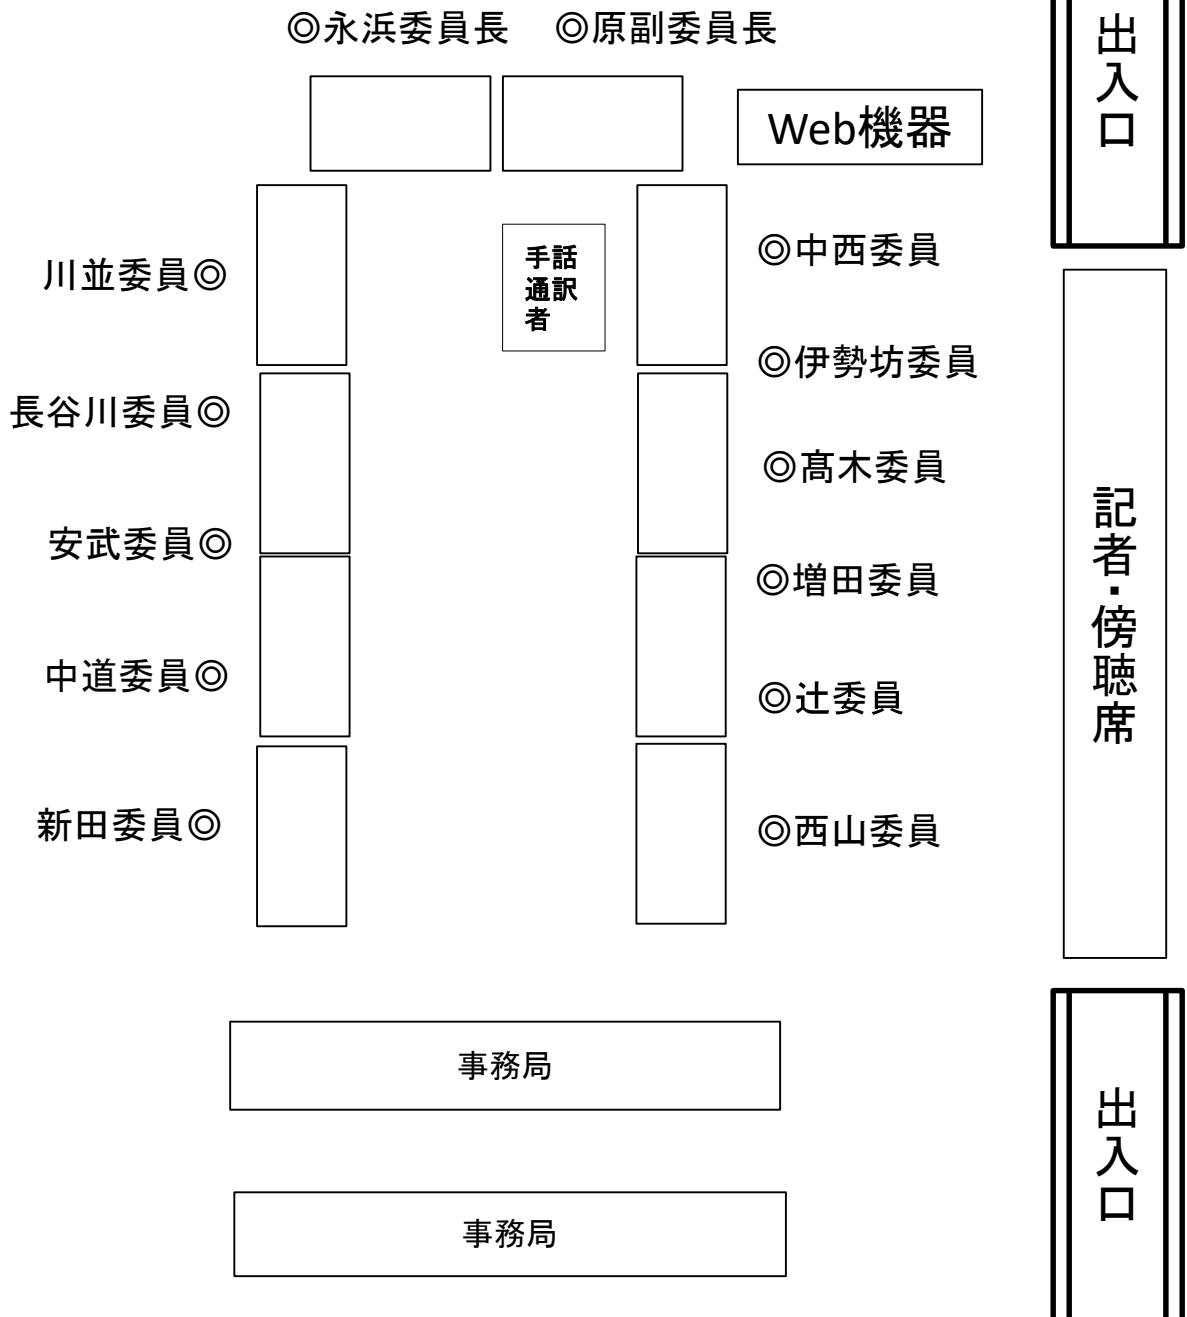 ◎永浜委員長　◎原副委員長
Web機器
出入口
川並委員◎
長谷川委員◎
安武委員◎
中道委員◎
新田委員◎
手話
通訳
者
◎中西委員
◎伊勢坊委員
◎髙木委員
◎増田委員
◎辻委員
◎西山委員
記者・傍聴席
事務局
事務局
出入口